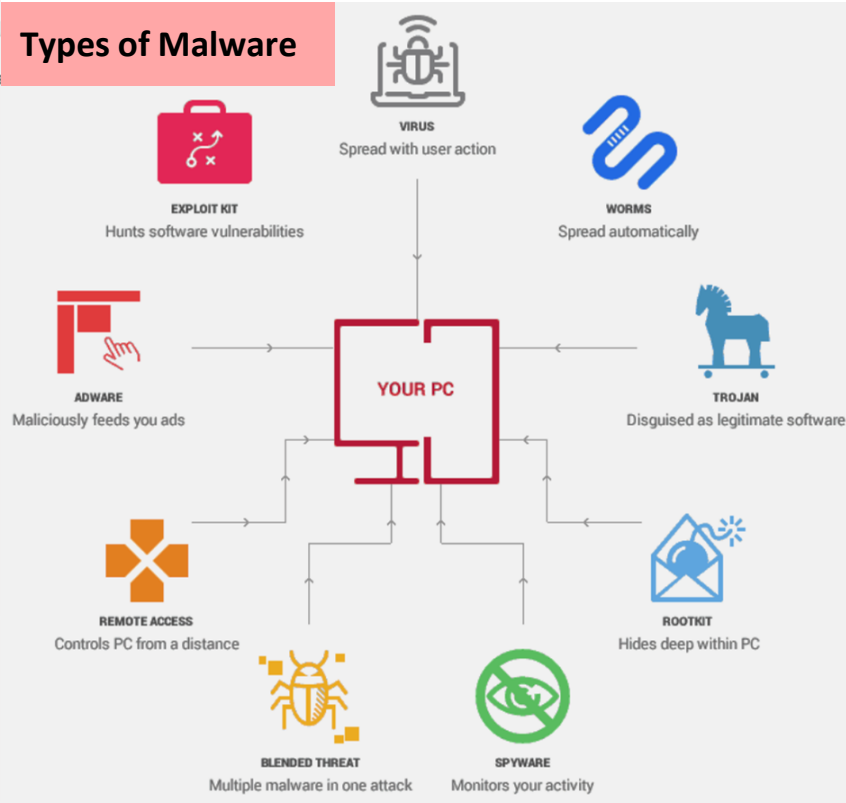 Types of Malware
VIRUS
Spread with user action
EXPLOIT KIT
Hunts software vulnerabilities
WORMS
Spread automatically
YOUR PC
ADWARE
Maliciously feeds you ads
TROJAN
Disguised as legitimate software
REMOTE ACCESS
Controls PC from a distance
ROOTKIT
Hides deep within PC
BLENDED THREAT
Multiple malware in one attack
SPYWARE
Monitors your activity